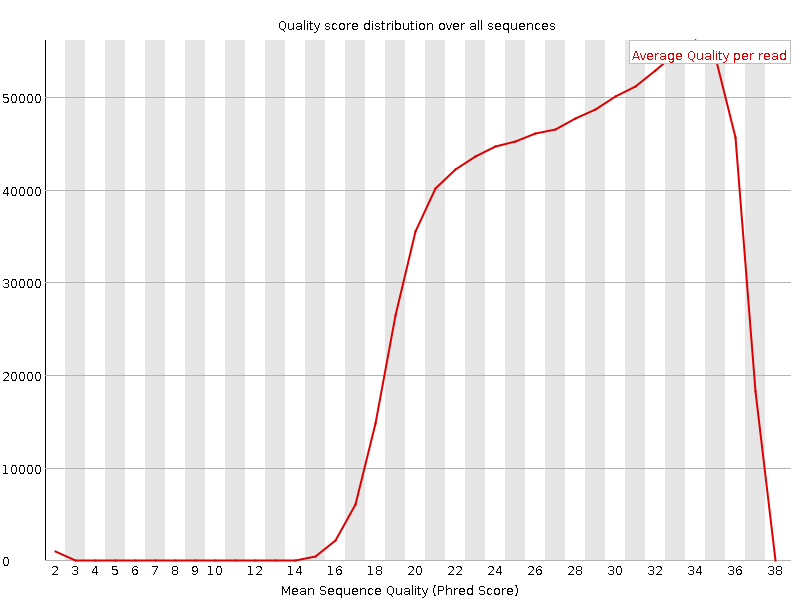 Quality score distribution over all sequences
Average Quality per read
50000
40000
30000
20000
10000
0
2 3 4 5 6 7 8 9 10 12 14 16 18 20 22 24 26 28 30 32 34 36 38
Mean Sequence Quality (Phred Score)